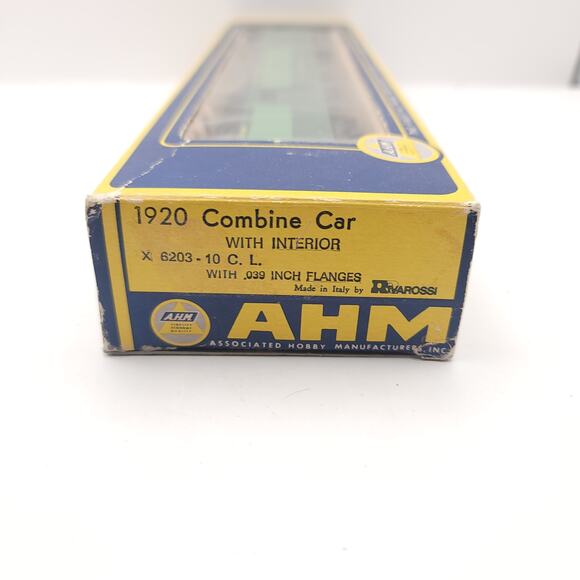 1920 Combine Car
WITH INTERIOR
X 6203-10 C. L.
WITH .039 INCH FLANGES
Made in Italy by RIVAROSSI
AHM
AHM
ASSOCIATED HOBBY MANUFACTURERS, INC.
AHM